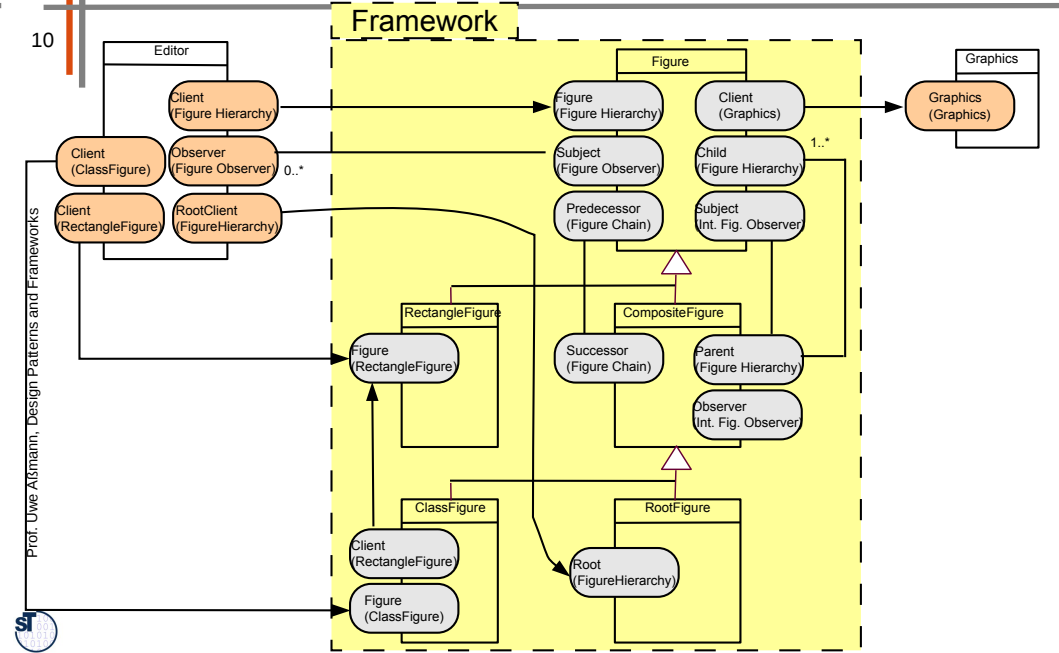 10
Framework
Editor
Client
(Figure Hierarchy)
Client
(ClassFigure)
Observer
(Figure Observer)
0..*
Client
(RectangleFigure)
RootClient
(FigureHierarchy)
Figure
Figure
(Figure Hierarchy)
Client
(Graphics)
Subject
(Figure Observer)
Child
(Figure Hierarchy)
1..*
Predecessor
(Figure Chain)
Subject
(Int. Fig. Observer)
Graphics
Graphics
(Graphics)
RectangleFigure
Figure
(RectangleFigure)
CompositeFigure
Successor
(Figure Chain)
Parent
(Figure Hierarchy)
Observer
(Int. Fig. Observer)
ClassFigure
Client
(RectangleFigure)
Figure
(ClassFigure)
RootFigure
Root
(FigureHierarchy)
Prof. Uwe Aßmann, Design Patterns and Frameworks
ST